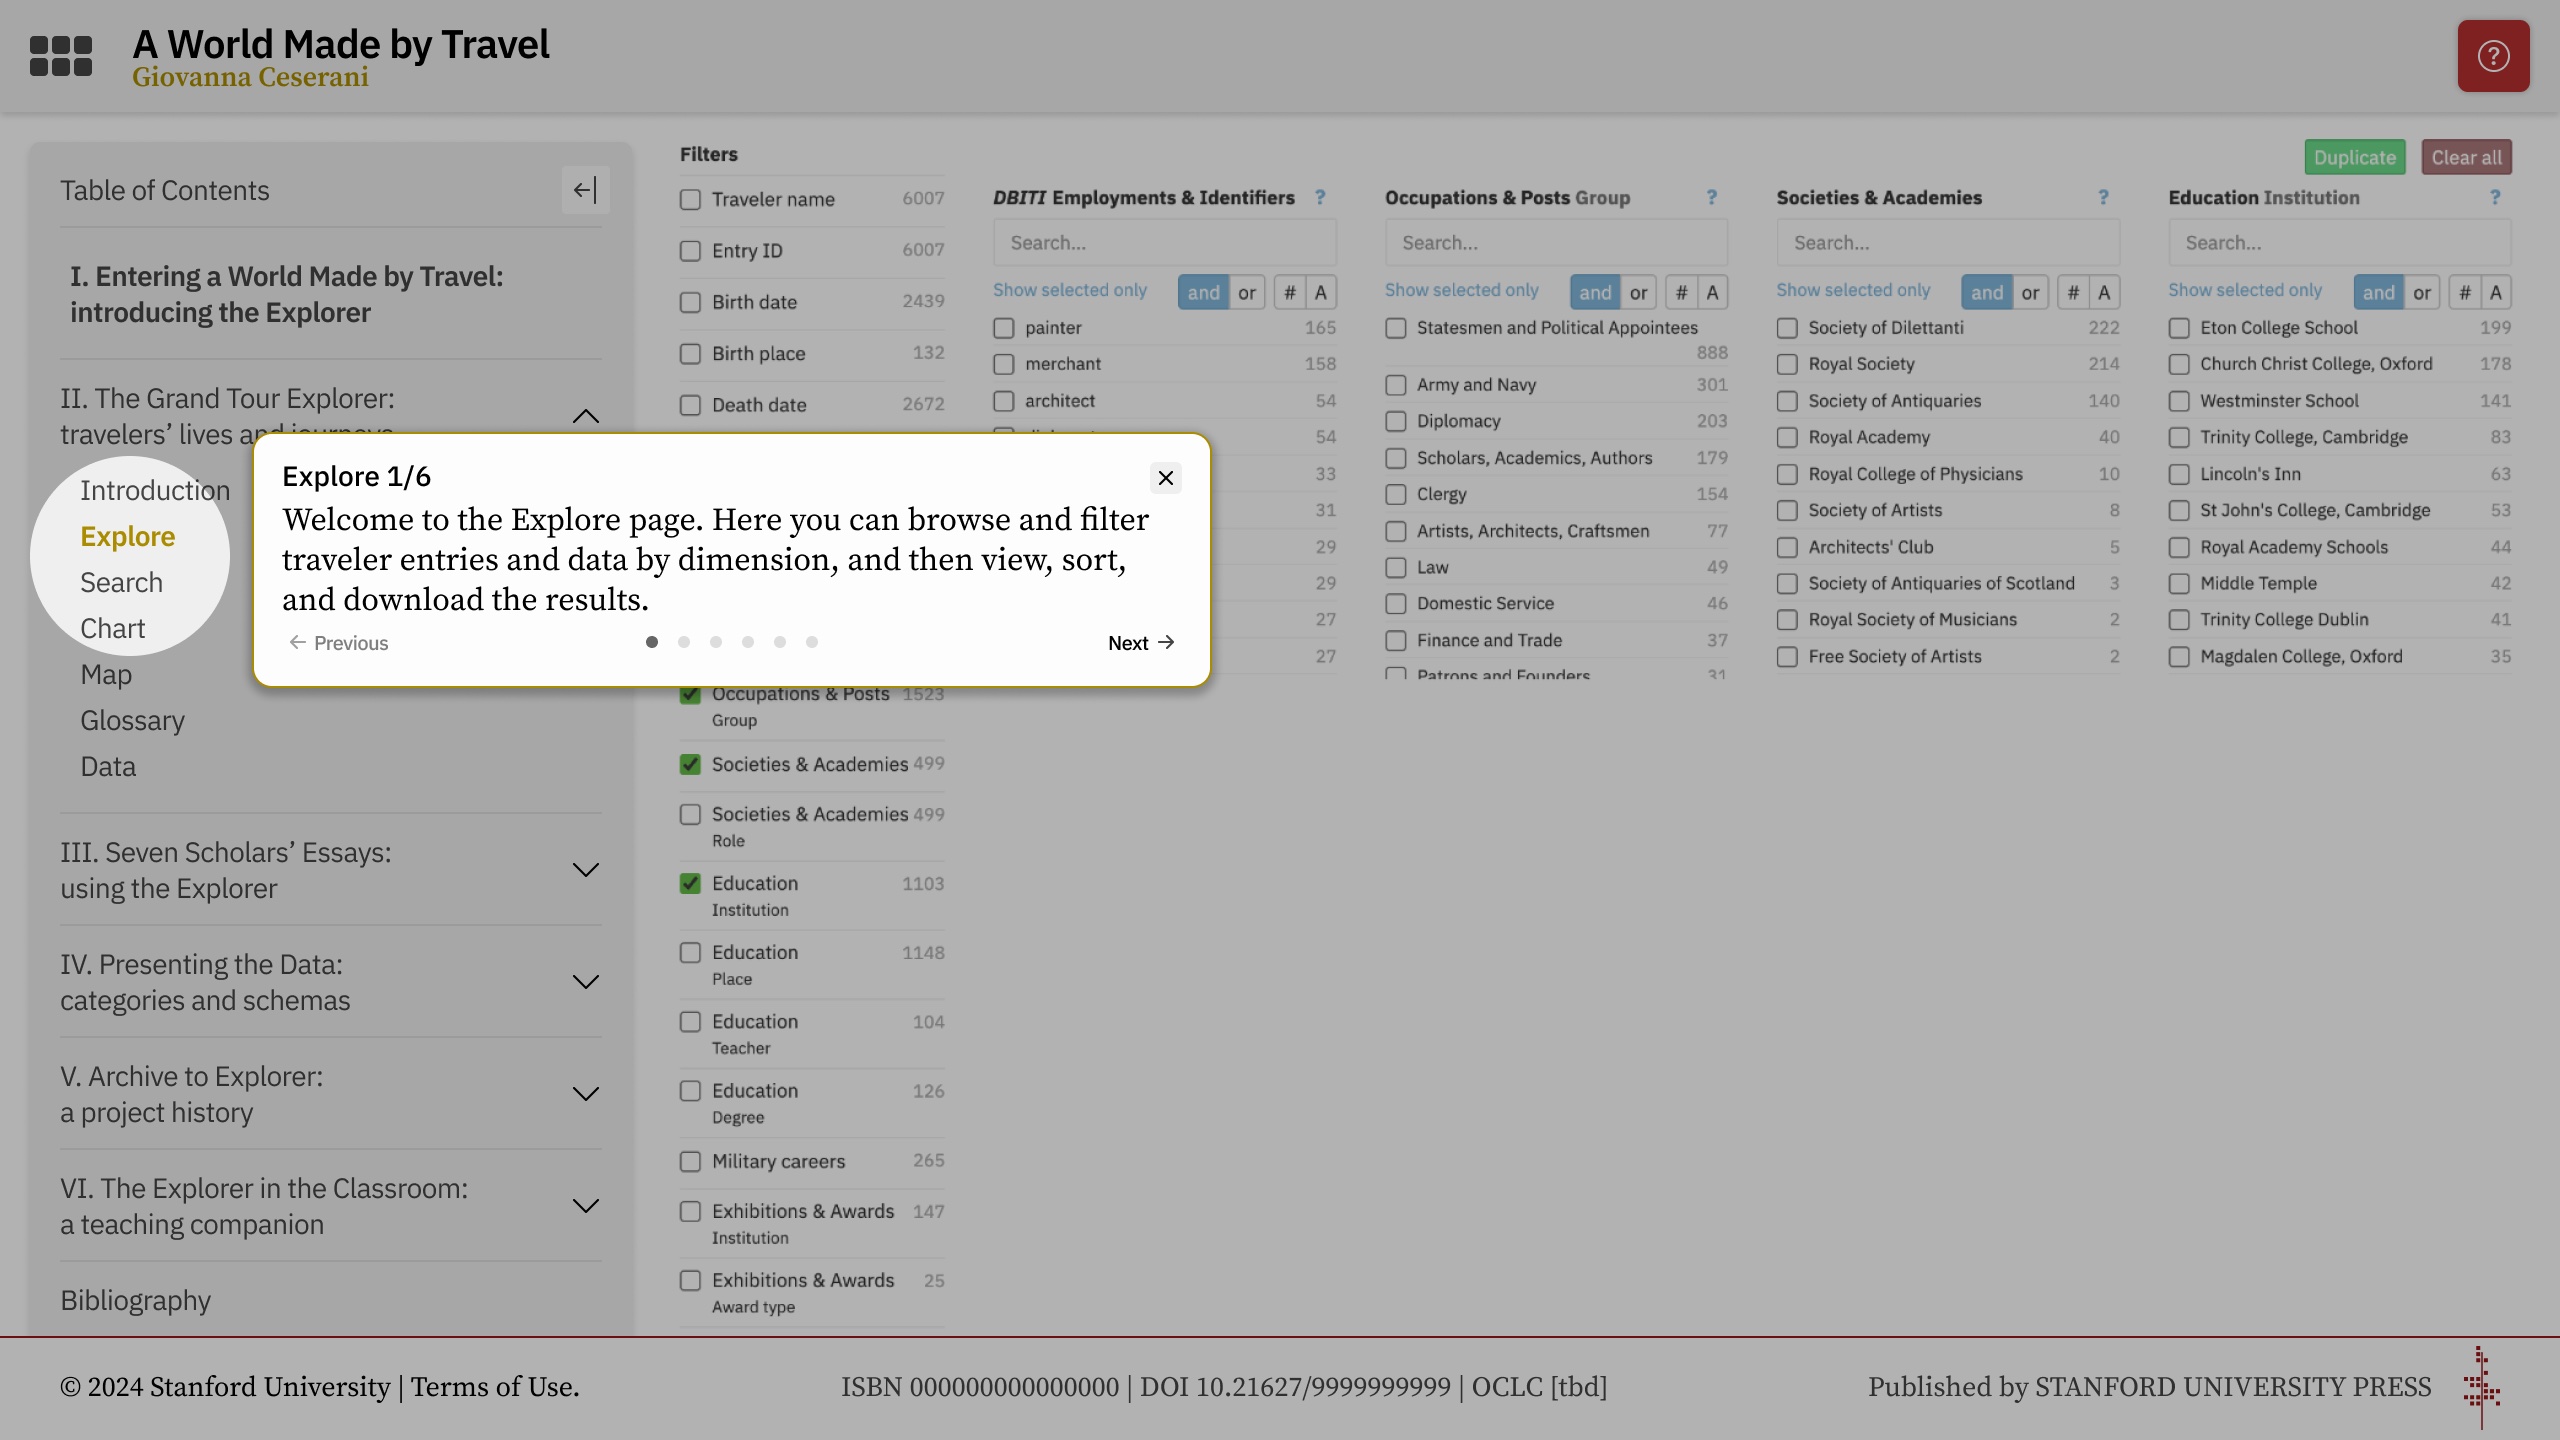 A World Made by Travel
Giovanna Ceserani
Table of Contents
I. Entering a World Made by Travel:
introducing the Explorer
II. The Grand Tour Explorer:
travelers’ lives and journeys
Introduction
Explore
Search
Chart
Map
Glossary
Data
III. Seven Scholars’ Essays:
using the Explorer
IV. Presenting the Data:
categories and schemas
V. Archive to Explorer:
a project history
VI. The Explorer in the Classroom:
a teaching companion
Bibliography
Explore 1/6
Welcome to the Explore page. Here you can browse and filter
traveler entries and data by dimension, and then view, sort,
and download the results.
Previous
Next
Filters
Traveler name 6007
Entry ID 6007
Birth date 2439
Birth place 132
Death date 2672
Occupations & Posts 1523
Group
Societies & Academies 499
Societies & Academies 499
Role
Education 1103
Institution
Education 1148
Place
Education 104
Teacher
Education 126
Degree
Military careers 265
Exhibitions & Awards 147
Institution
Exhibitions & Awards 25
Award type
Duplicate
Clear all
DBITI Employments & Identifiers ?
Search...
Show selected only and or # A
painter 165
merchant 158
architect 54
54
33
31
29
29
27
27
Occupations & Posts Group ?
Search...
Show selected only and or # A
Statesmen and Political Appointees
888
Army and Navy 301
Diplomacy 203
Scholars, Academics, Authors 179
Clergy 154
Artists, Architects, Craftsmen 77
Law 49
Domestic Service 46
Finance and Trade 37
Patrons and Founders 31
Societies & Academies ?
Search...
Show selected only and or # A
Society of Dilettanti 222
Royal Society 214
Society of Antiquaries 140
Royal Academy 40
Royal College of Physicians 10
Society of Artists 8
Architects' Club 5
Society of Antiquaries of Scotland 3
Royal Society of Musicians 2
Free Society of Artists 2
Education Institution ?
Search...
Show selected only and or # A
Eton College School 199
Church Christ College, Oxford 178
Westminster School 141
Trinity College, Cambridge 83
Lincoln's Inn 63
St John's College, Cambridge 53
Royal Academy Schools 44
Middle Temple 42
Trinity College Dublin 41
Magdalen College, Oxford 35
© 2024 Stanford University | Terms of Use.
ISBN 000000000000000 | DOI 10.21627/9999999999 | OCLC [tbd]
Published by STANFORD UNIVERSITY PRESS